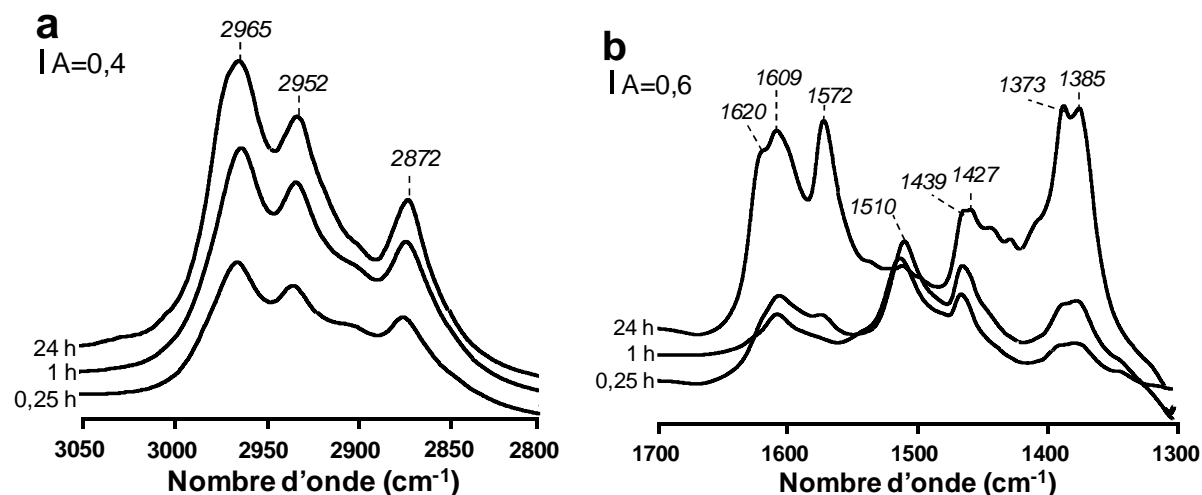 a
I A=0,4
2965
2952
2872
24 h
1 h
0,25 h
3050 3000 2950 2900 2850 2800
Nombre d'onde (cm-1)
b
I A=0,6
1620
1609
1572
1510
1439
1427
1373
1385
24 h
1 h
0,25 h
1700 1600 1500 1400 1300
Nombre d'onde (cm-1)